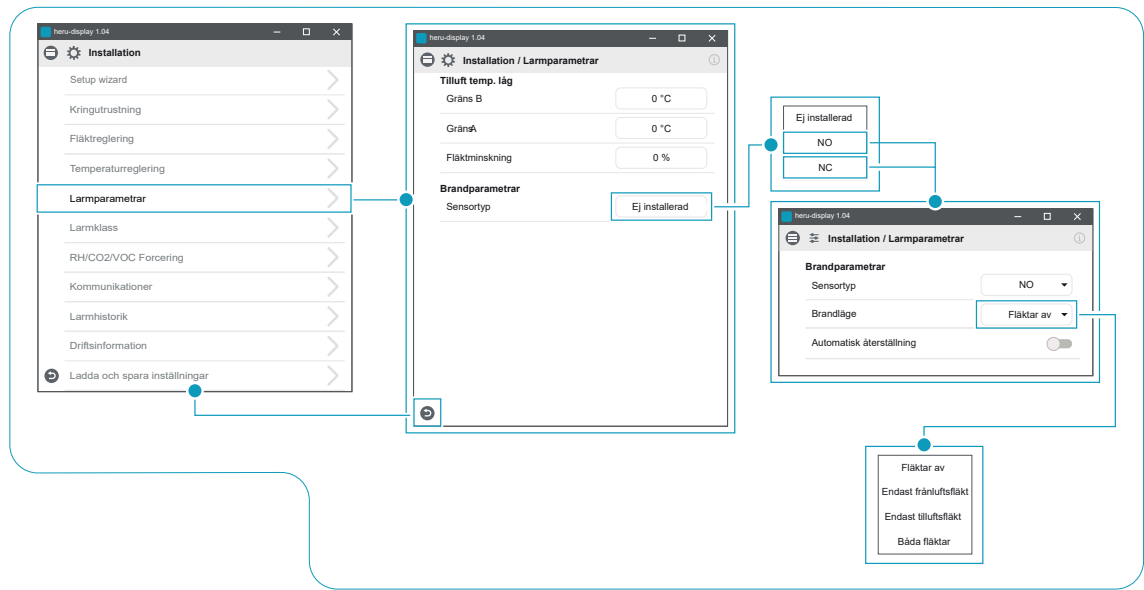 heru-display 1.04
Installation
Setup wizard
Kringutrustning
Fläktreglering
Temperaturreglering
Larmparametrar
Larmklass
RH/CO2/VOC Forcering
Kommunikationer
Larmhistorik
Driftsinformation
Ladda och spara inställningar
heru-display 1.04
Installation / Larmparametrar
Tilluft temp. låg
Gräns B 0 °C
Gräns A 0 °C
Fläktminskning 0 %
Brandparametrar
Sensortyp Ej installerad
Ej installerad
NO
NC
heru-display 1.04
Installation / Larmparametrar
Brandparametrar
Sensortyp NO
Brandläge Fläktar av
Automatisk återställning
Fläktar av
Endast frånluftsfläkt
Endast tilluftsfläkt
Båda fläktar